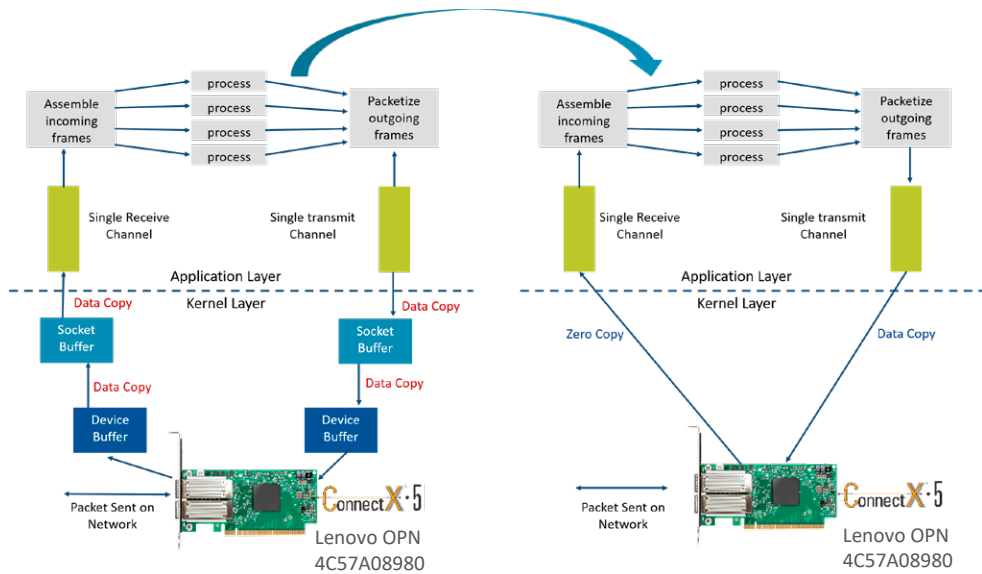 process
process
process
process
Assemble
incoming
frames
Packetize
outgoing
frames
Single Receive
Channel
Single transmit
Channel
Application Layer
Kernel Layer
Data Copy
Data Copy
Socket
Buffer
Socket
Buffer
Data Copy
Data Copy
Device
Buffer
Device
Buffer
Packet Sent on
Network
ConnectX·5
Lenovo OPN
4C57A08980
process
process
process
process
Assemble
incoming
frames
Packetize
outgoing
frames
Single Receive
Channel
Single transmit
Channel
Application Layer
Kernel Layer
Zero Copy
Data Copy
Packet Sent on
Network
ConnectX·5
Lenovo OPN
4C57A08980